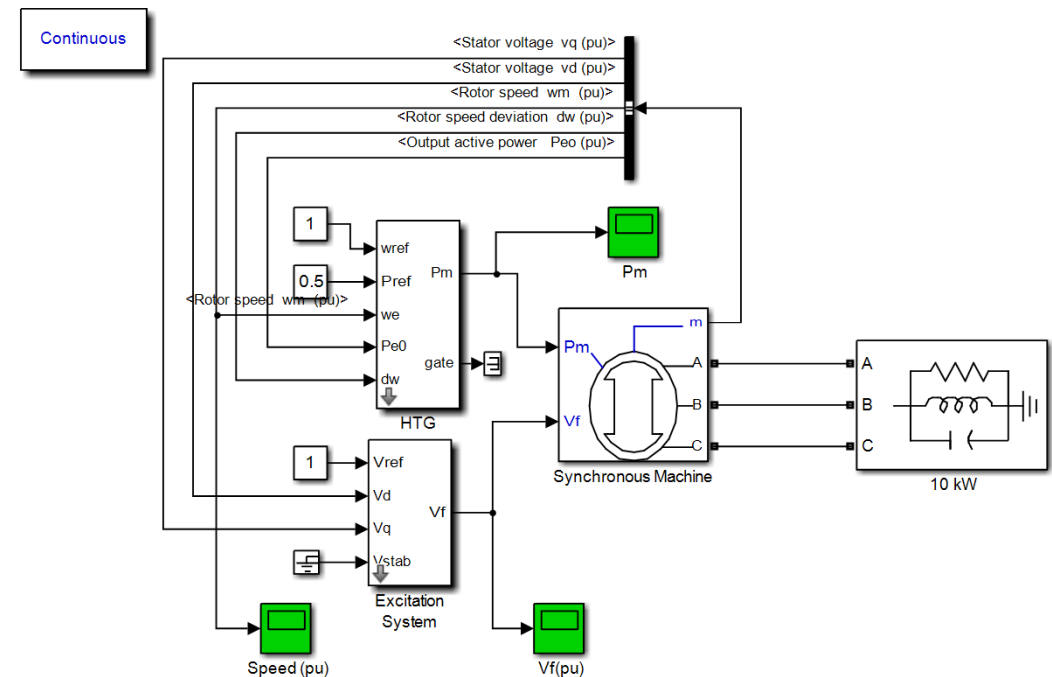 Continuous
<Stator voltage vq (pu)>
<Stator voltage vd (pu)>
<Rotor speed wm (pu)>
<Rotor speed deviation dw (pu)>
<Output active power Peo (pu)>
1
wref
0.5
Pref
<Rotor speed wm (pu)>
we
Pe0
dw
Pm
gate
HTG
Pm
m
Pm
Vf
A
B
C
Synchronous Machine
A
B
C
10 kW
1
Vref
Vd
Vq
Vstab
Vf
Excitation
System
Speed (pu)
Vf(pu)